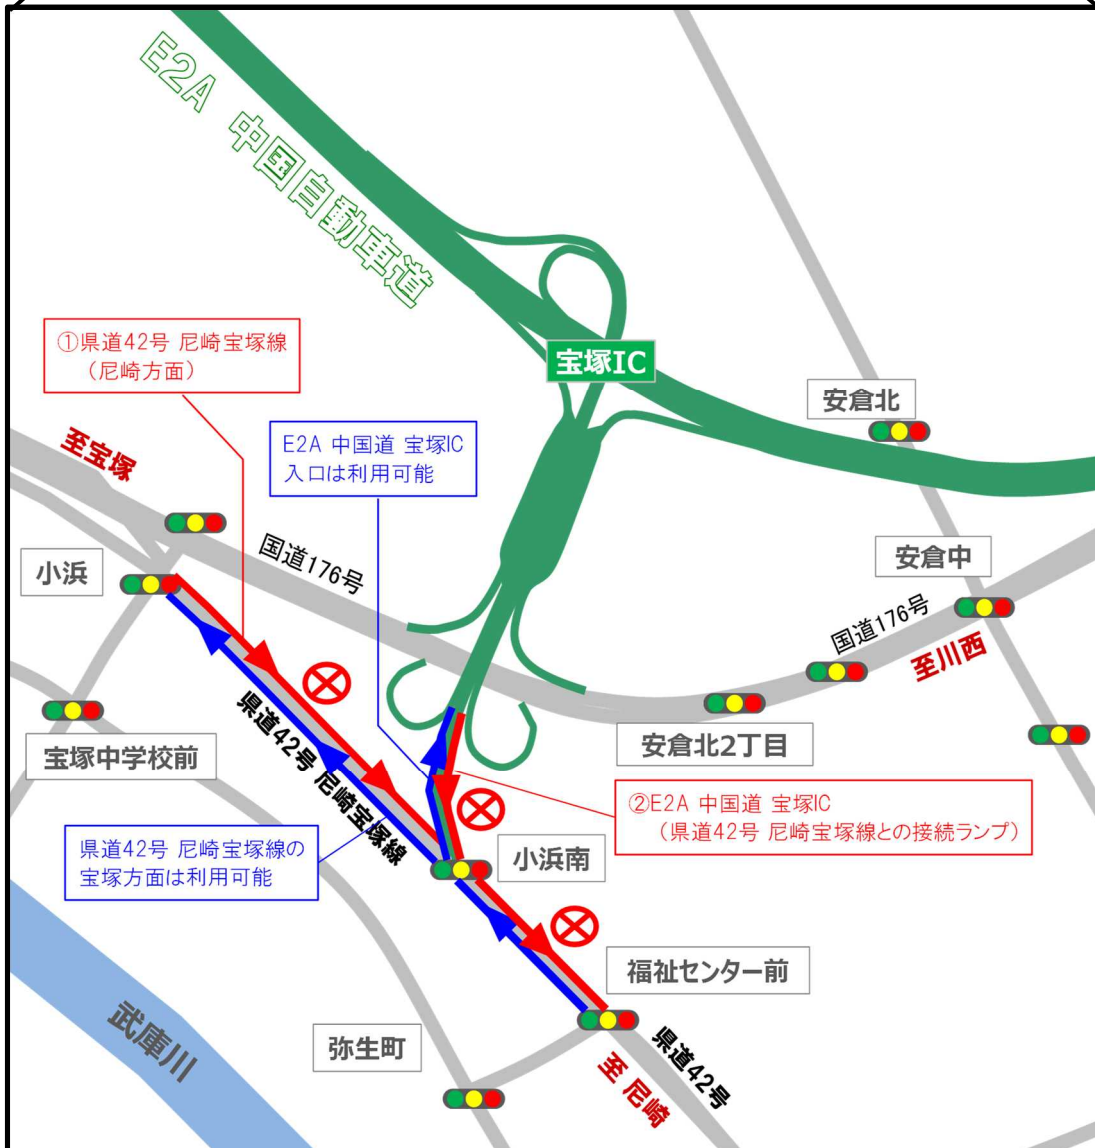 E2A 中国自動車道
①県道42号 尼崎宝塚線
（尼崎方面）
宝塚IC
安倉北
至宝塚
E2A 中国道 宝塚IC
入口は利用可能
小浜
国道176号
安倉中
国道176号
至川西
宝塚中学校前
県道42号 尼崎宝塚線
安倉北2丁目
②E2A 中国道 宝塚IC
（県道42号 尼崎宝塚線との接続ランプ）
県道42号 尼崎宝塚線の
宝塚方面は利用可能
小浜南
福祉センター前
武庫川
弥生町
至 尼崎
県道42号